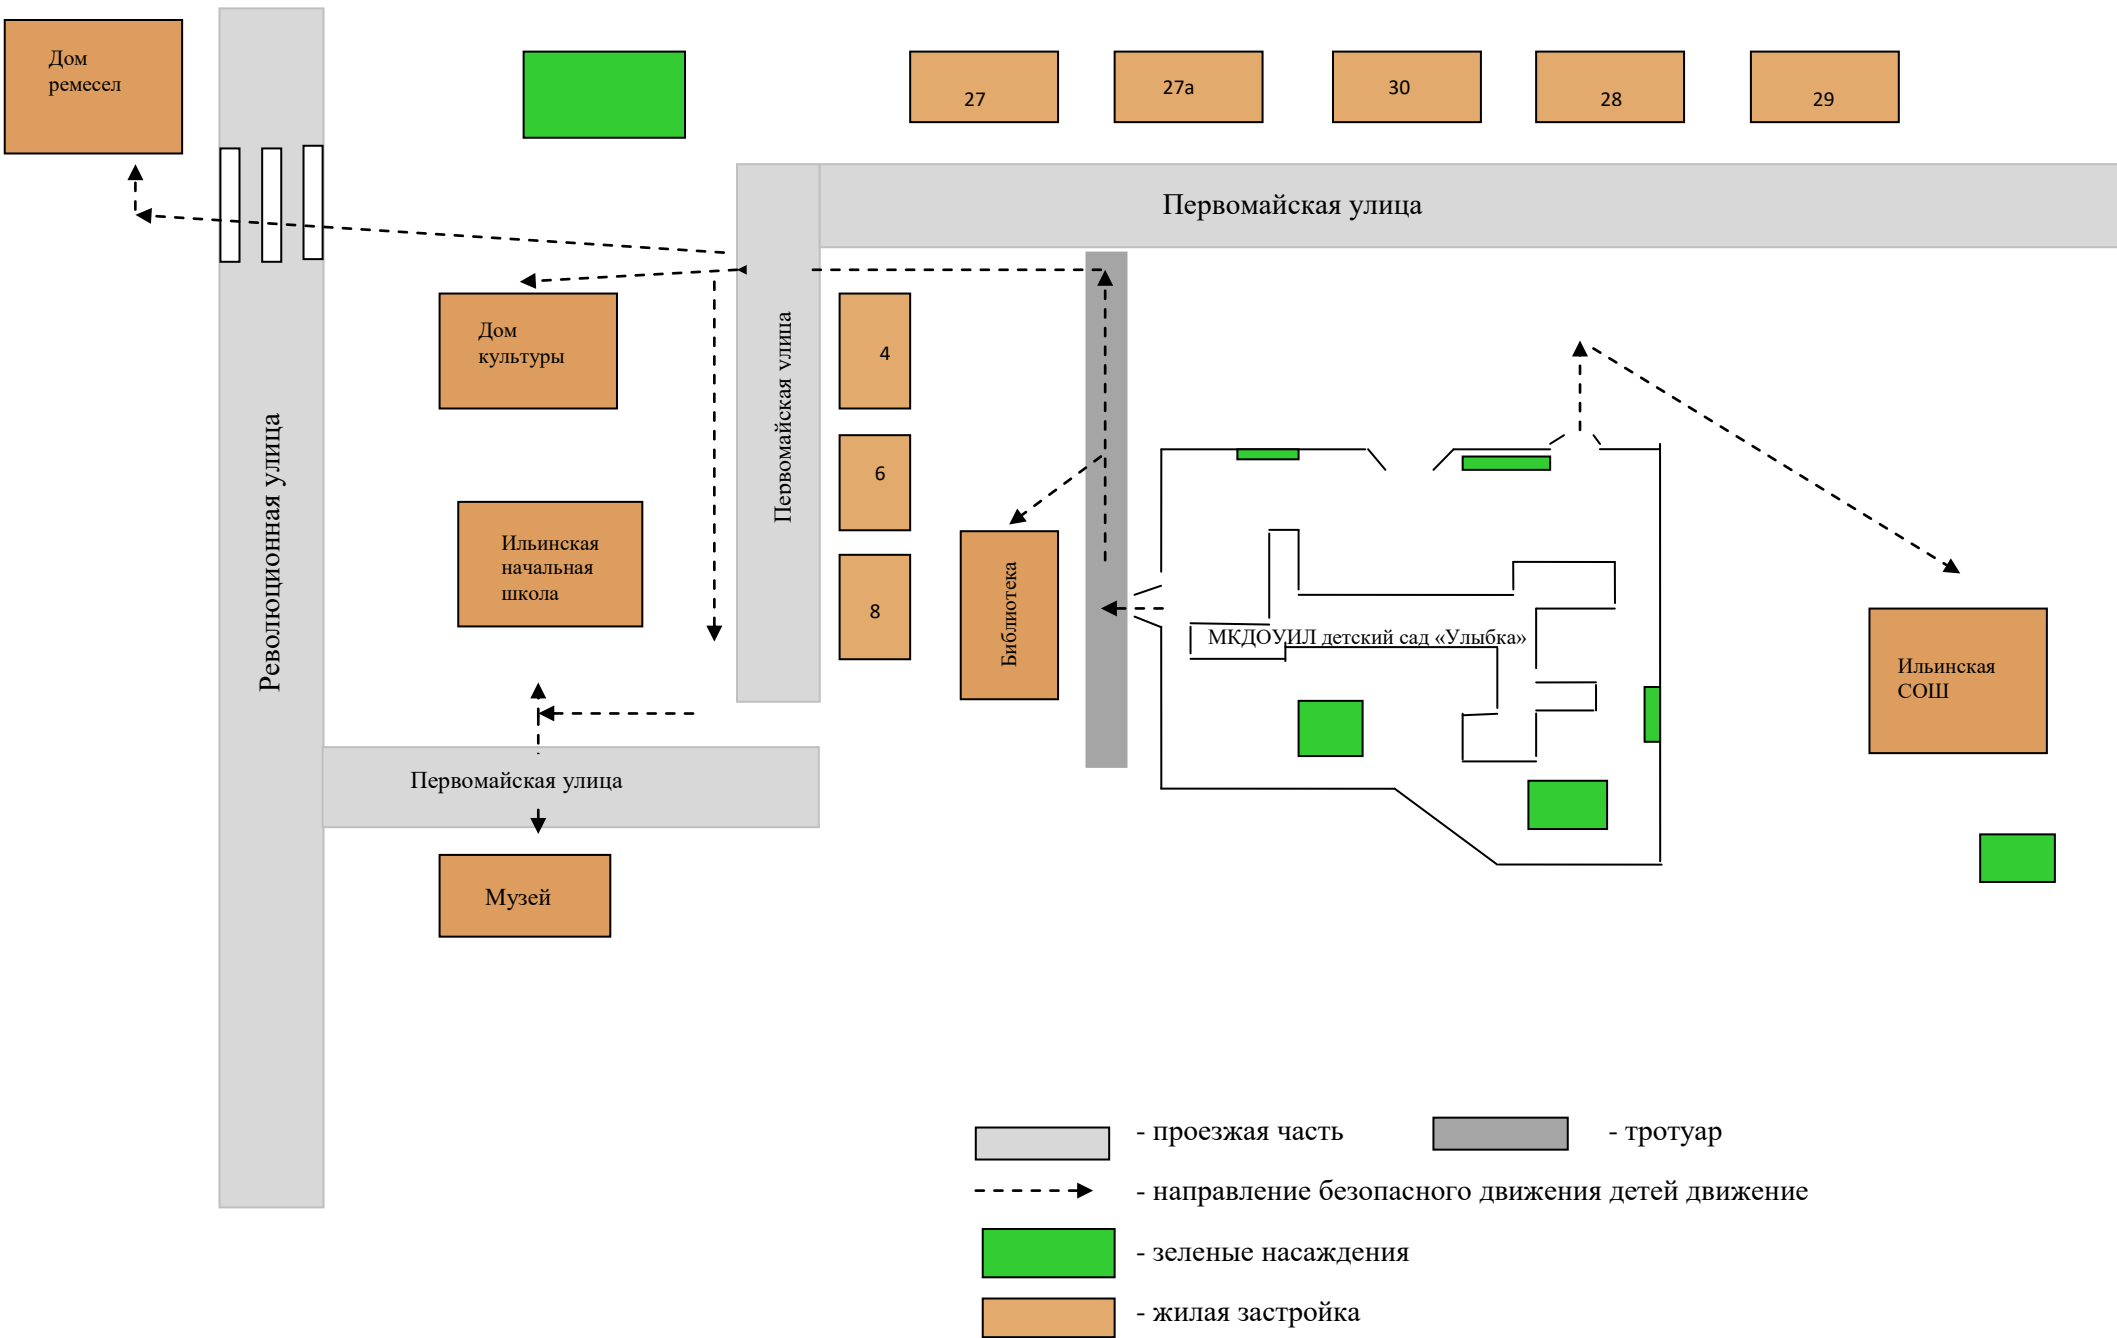 Дом
ремесел
27
27а
30
28
29
Первомайская улица
Дом
культуры
Первомайская улица
4
6
8
Революционная улица
Ильинская
начальная
школа
Библиотека
МКДОУИЛ детский сад «Улыбка»
Ильинская
СОШ
Первомайская улица
Музей
- проезжая часть
- тротуар
- направление безопасного движения детей движение
- зеленые насаждения
- жилая застройка